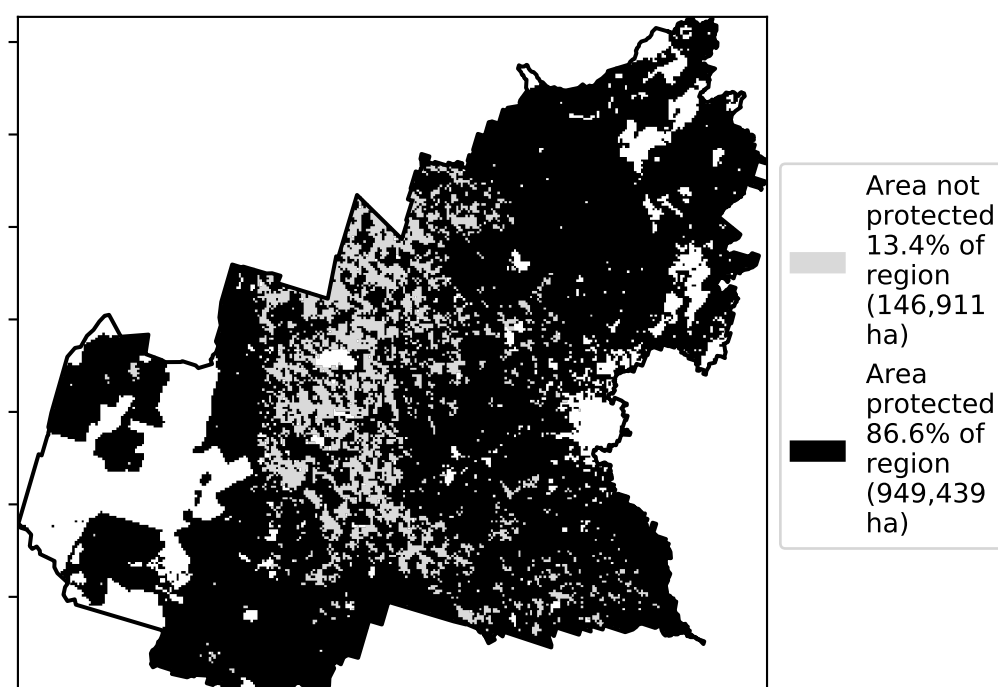 Area not
protected
13.4% of
region
(146,911
ha)
Area
protected
86.6% of
region
(949,439
ha)